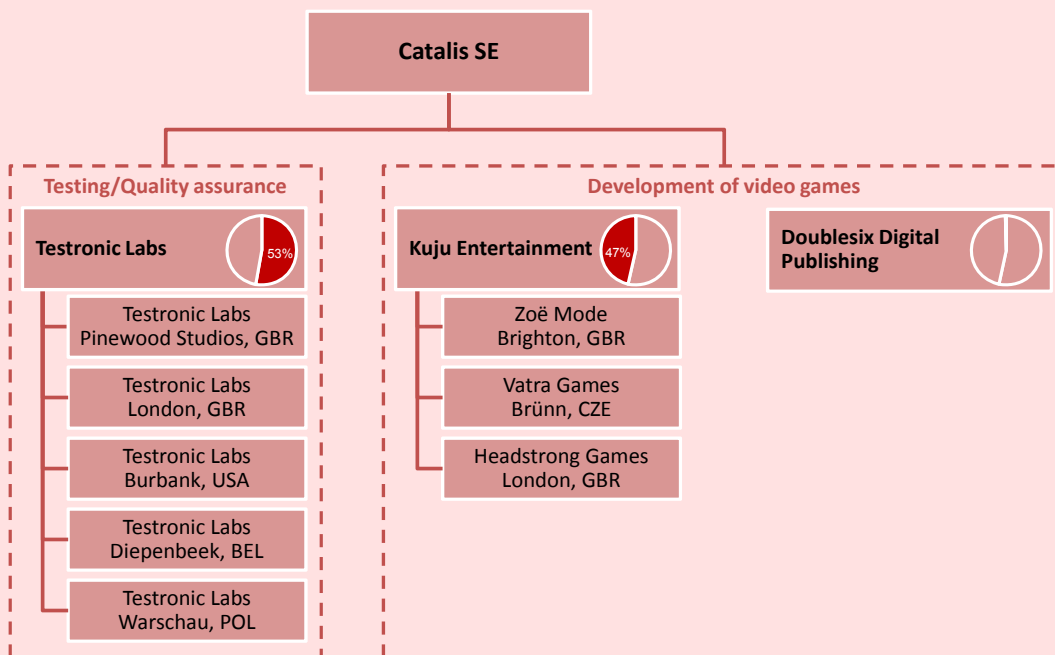 Catalis SE
Testing/Quality assurance
Testronic Labs
53%
Testronic Labs
Pinewood Studios, GBR
Testronic Labs
London, GBR
Testronic Labs
Burbank, USA
Testronic Labs
Diepenbeek, BEL
Testronic Labs
Warschau, POL
Development of video games
Kuju Entertainment
47%
Zoë Mode
Brighton, GBR
Vatra Games
Brünn, CZE
Headstrong Games
London, GBR
Doublesix Digital
Publishing